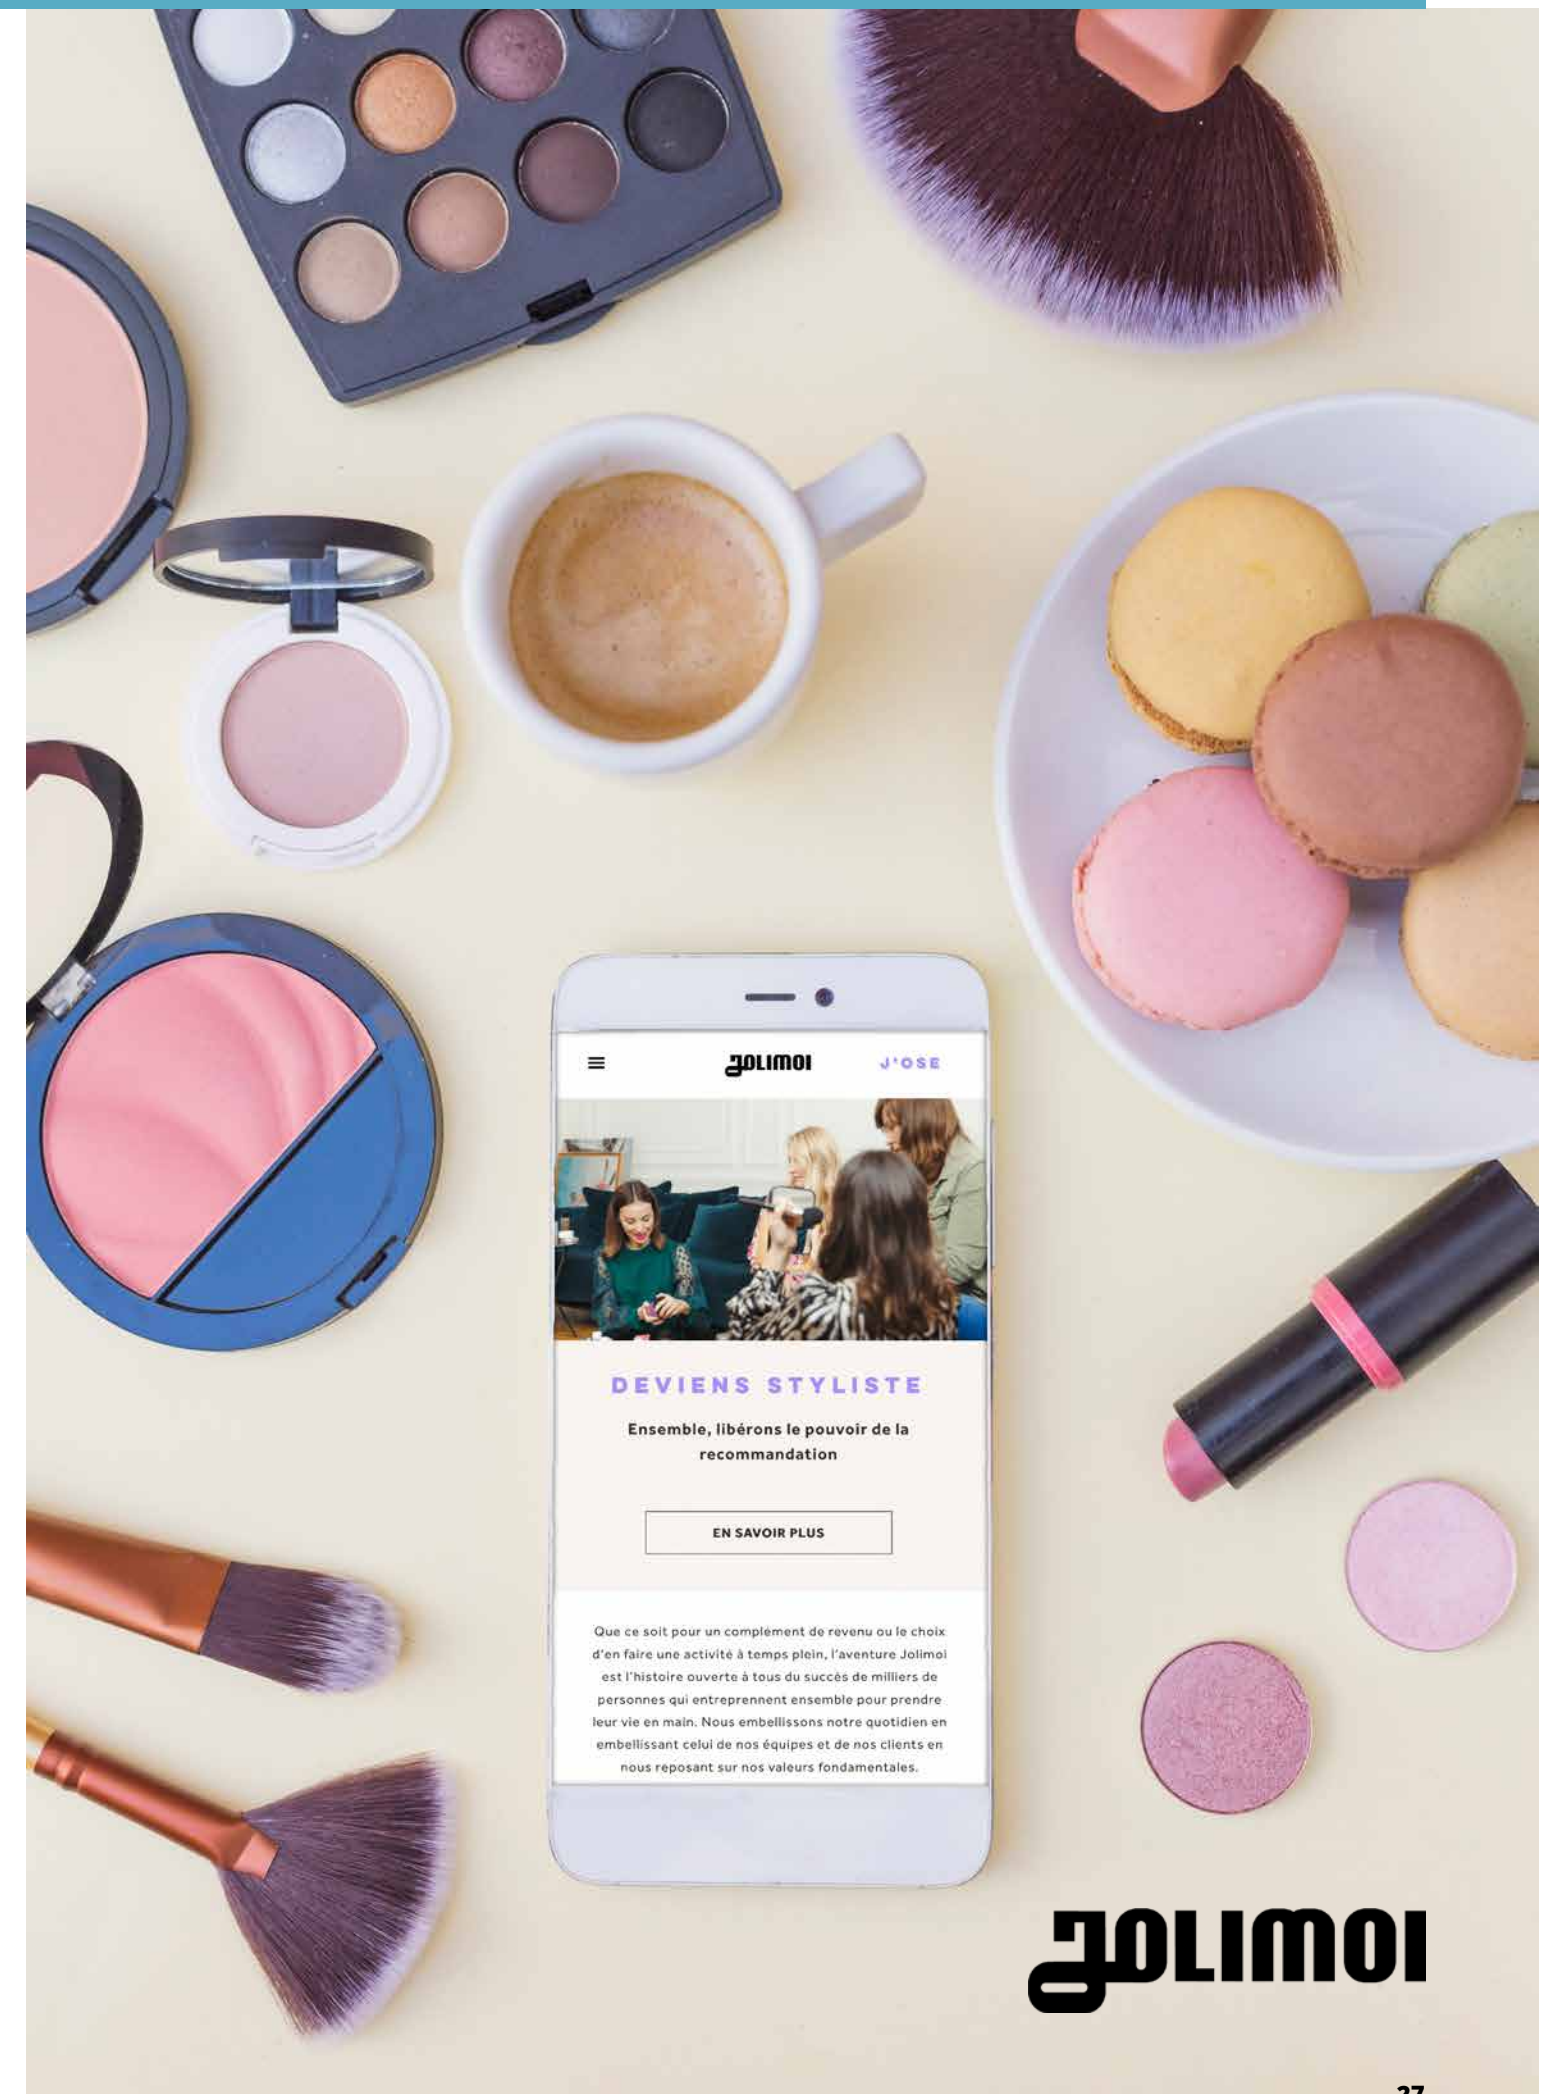 JOLIMOI
J'OSE
DEVIENS STYLISTE
Ensemble, libérons le pouvoir de la
recommandation
EN SAVOIR PLUS
Que ce soit pour un complément de revenu ou le choix
d'en faire une activité à temps plein, l'aventure Jolimoi
est l'histoire ouverte à tous du succès de milliers de
personnes qui entreprennent ensemble pour prendre
leur vie en main. Nous embellissons notre quotidien en
embellissant celui de nos équipes et de nos clients en
nous reposant sur nos valeurs fondamentales.
JOLIMOI
27